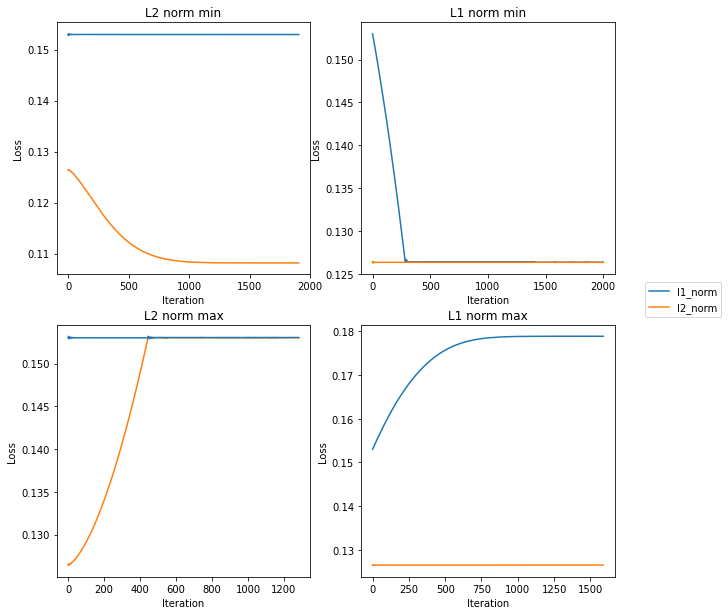 L2 norm min
0.15
0.14
0.13
0.12
0.11
Loss
0 500 1000 1500 2000
Iteration
L1 norm min
0.150
0.145
0.140
0.135
0.130
0.125
Loss
0 500 1000 1500 2000
Iteration
l1_norm
l2_norm
L2 norm max
0.150
0.145
0.140
0.135
0.130
Loss
0 200 400 600 800 1000 1200
Iteration
L1 norm max
0.18
0.17
0.16
0.15
0.14
0.13
Loss
0 250 500 750 1000 1250 1500
Iteration